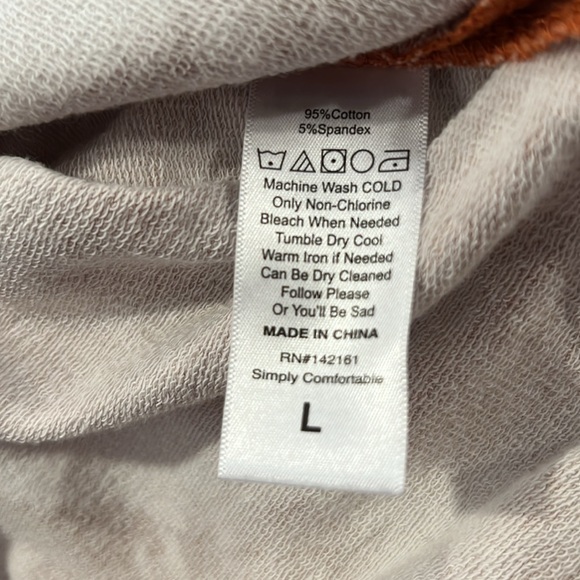 95%Cotton
5%Spandex
Machine Wash COLD
Only Non-Chlorine
Bleach When Needed
Tumble Dry Cool
Warm Iron if Needed
Can Be Dry Cleaned
Follow Please
Or You'll Be Sad
MADE IN CHINA
RN#142161
Simply Comfortable
L